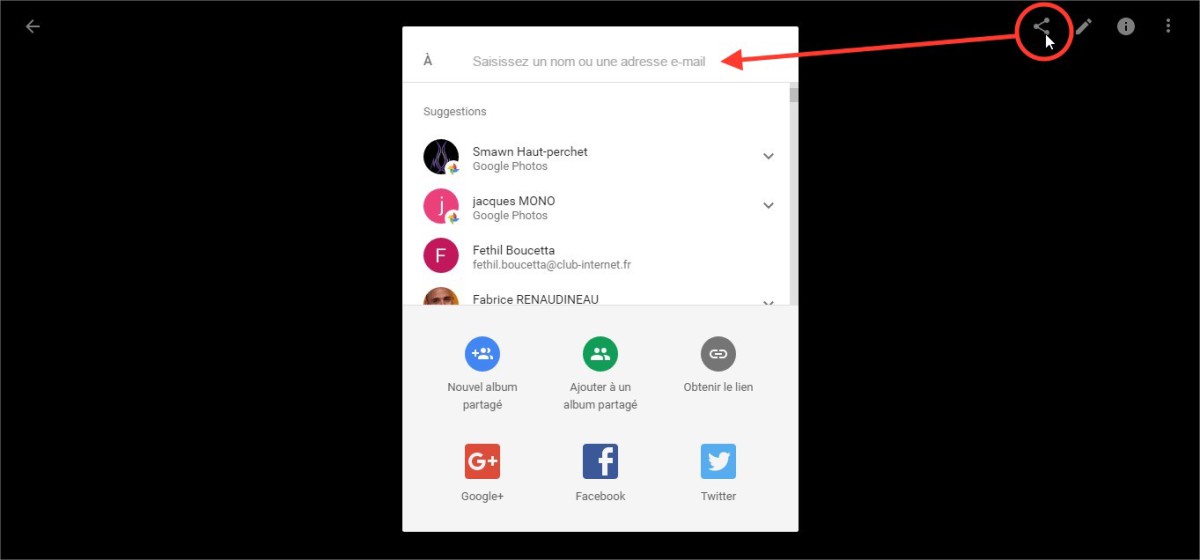 À Saisissez un nom ou une adresse e-mail
Suggestions
Smawn Haut-perchet
Google Photos
j
jacques MONO
Google Photos
F
Fethil Boucetta
fethil.boucetta@club-internet.fr
Fabrice RENAUDINEAU
Nouvel album
partagé
Ajouter à un
album partagé
Obtenir le lien
G+
Google+
f
Facebook
Twitter